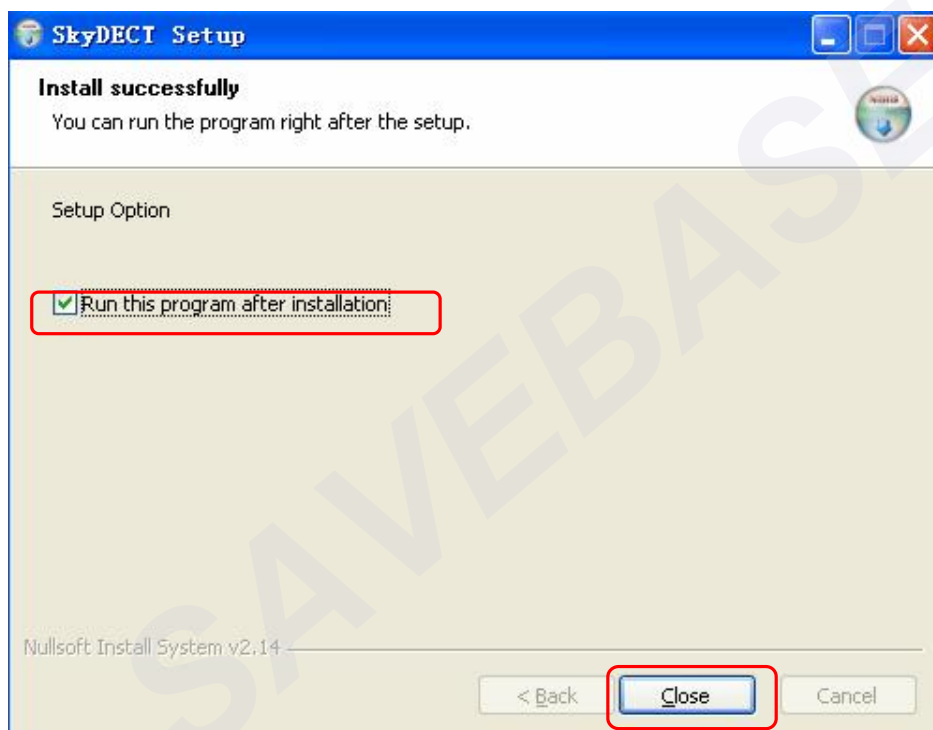 SkyDECT Setup
Install successfully
You can run the program right after the setup.
Setup Option
Run this program after installation
Nullsoft Install System v2.14
< Back Close Cancel
SAVEBASE